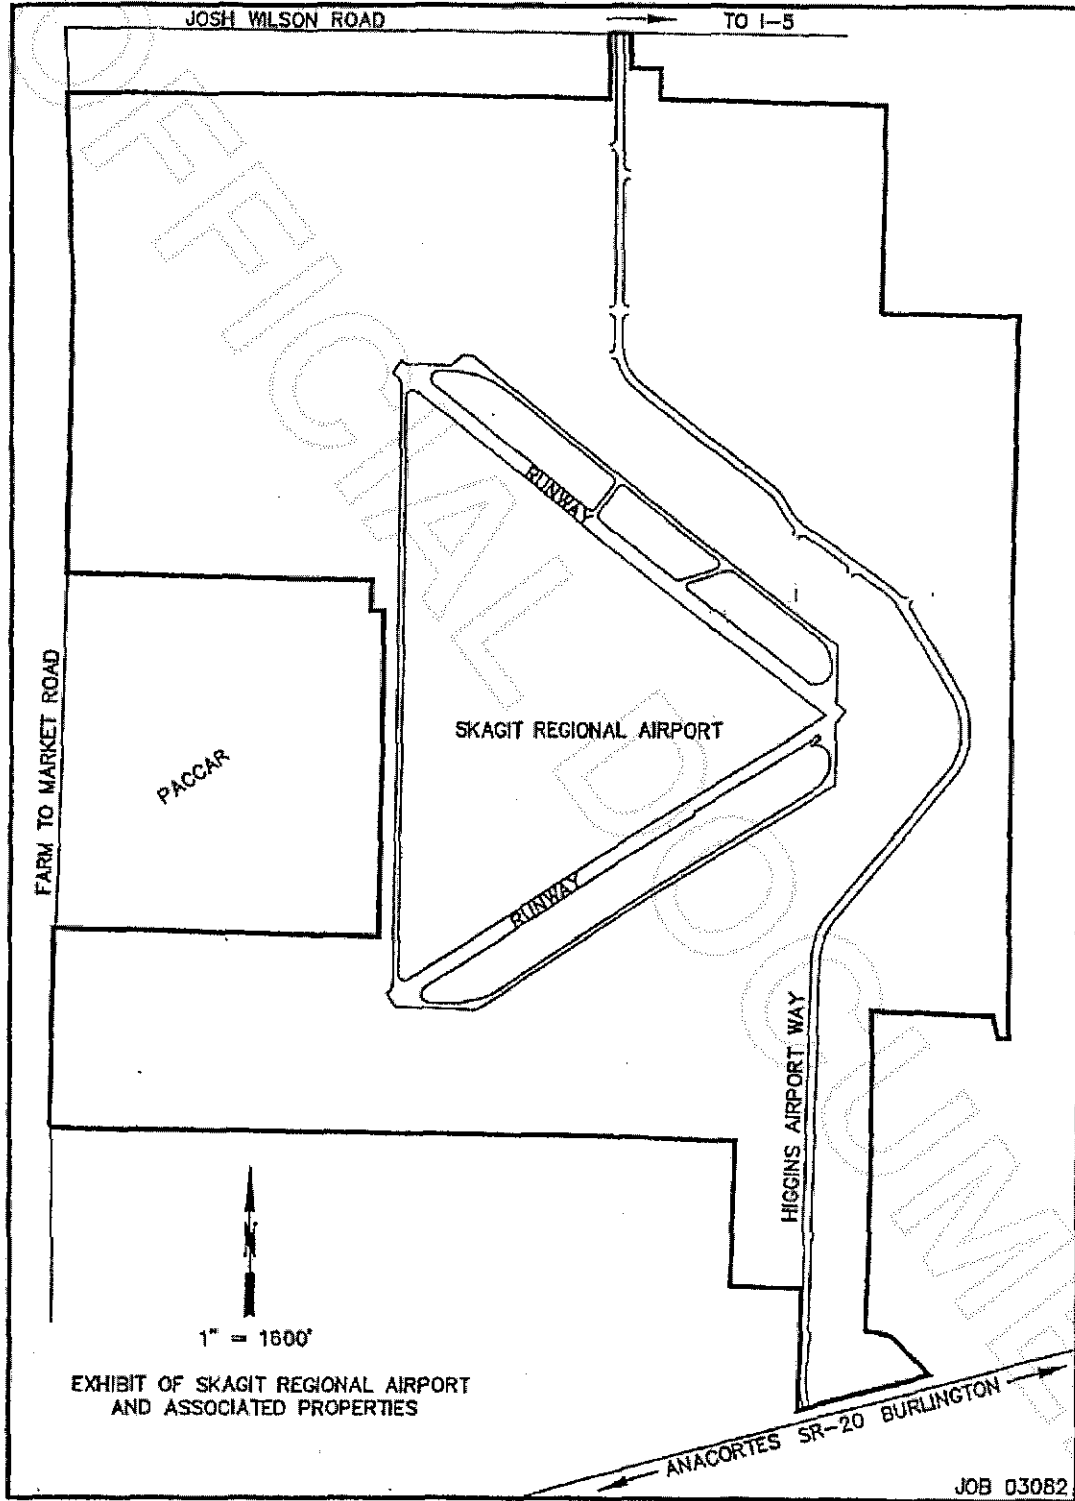 JOSH WILSON ROAD
TO I-5
RUNWAY
SKAGIT REGIONAL AIRPORT
FARM TO MARKET ROAD
PACCAR
RUNWAY
HIGGINS AIRPORT WAY
N
1" = 1600'
EXHIBIT OF SKAGIT REGIONAL AIRPORT
AND ASSOCIATED PROPERTIES
ANACORTES SR-20 BURLINGTON
JOB 03082
OFFICIAL DOCUME